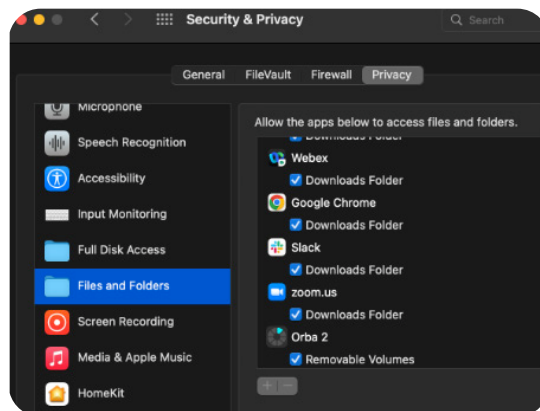 Security & Privacy
Search
General
FileVault
Firewall
Privacy
Microphone
Speech Recognition
Accessibility
Input Monitoring
Full Disk Access
Files and Folders
Screen Recording
Media & Apple Music
HomeKit
Allow the apps below to access files and folders.
Downloads Folder
Webex
Downloads Folder
Google Chrome
Downloads Folder
Slack
Downloads Folder
zoom.us
Downloads Folder
Orba 2
Removable Volumes